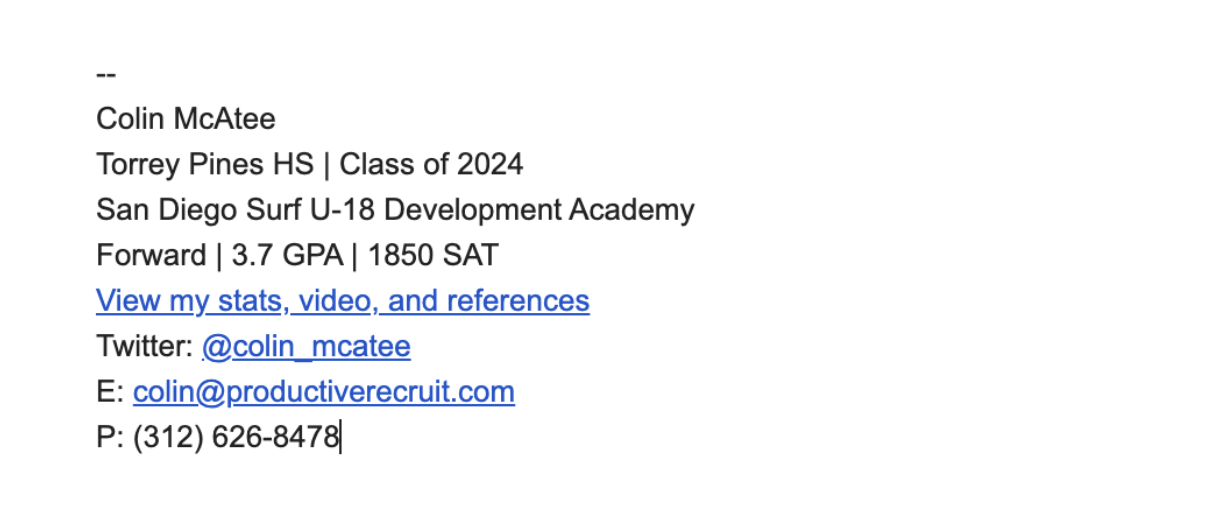 --
Colin McAtee
Torrey Pines HS | Class of 2024
San Diego Surf U-18 Development Academy
Forward | 3.7 GPA | 1850 SAT
View my stats, video, and references
Twitter: @colin_mcatee
E: colin@productiverecruit.com
P: (312) 626-8478